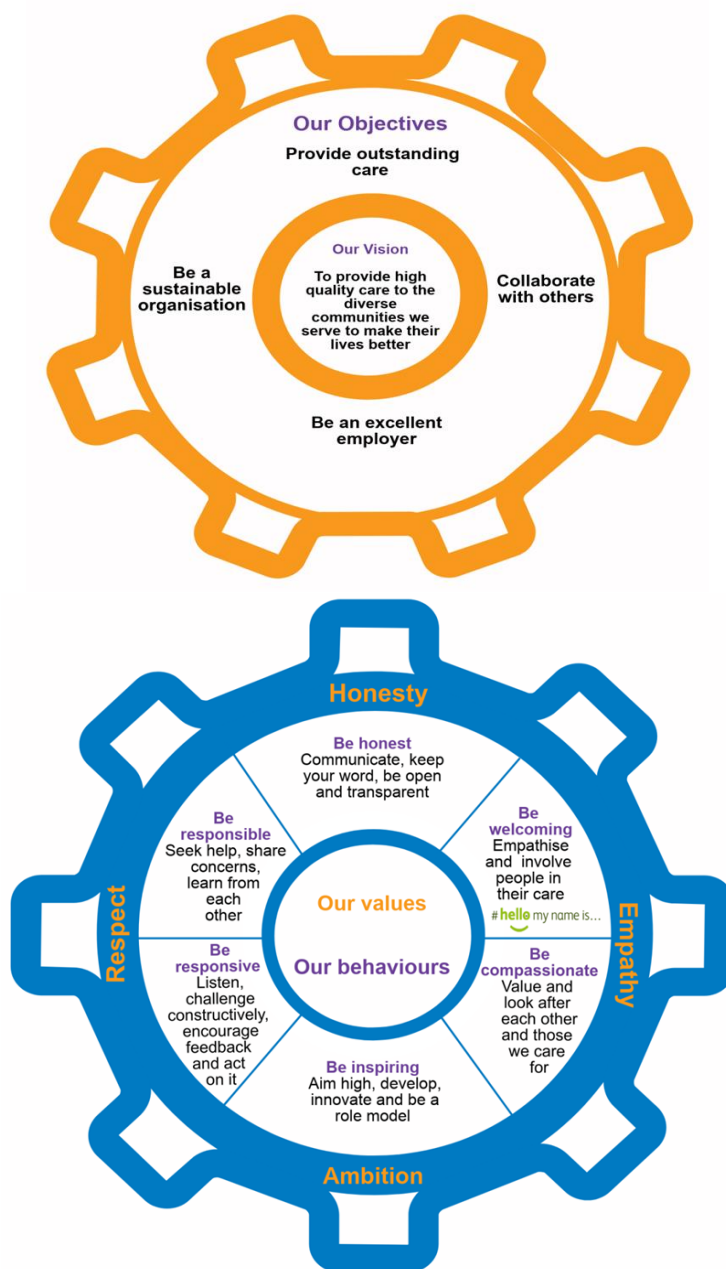 Our Objectives
Provide outstanding
care
Be a
sustainable
organisation
Our Vision
To provide high
quality care to the
diverse
communities we
serve to make their
lives better
Collaborate
with others
Be an excellent
employer
Honesty
Be honest
Communicate, keep
your word, be open
and transparent
Be
responsible
Seek help, share
concerns,
learn from
each
other
Be
welcoming
Empathise
and involve
people in
their care
#hello my name is...
Respect
Our values
Our behaviours
Empathy
Be
responsive
Listen,
challenge
constructively,
encourage
feedback
and act
on it
Be
compassionate
Value and
look after
each other
and those
we care
for
Be inspiring
Aim high, develop,
innovate and be a
role model
Ambition